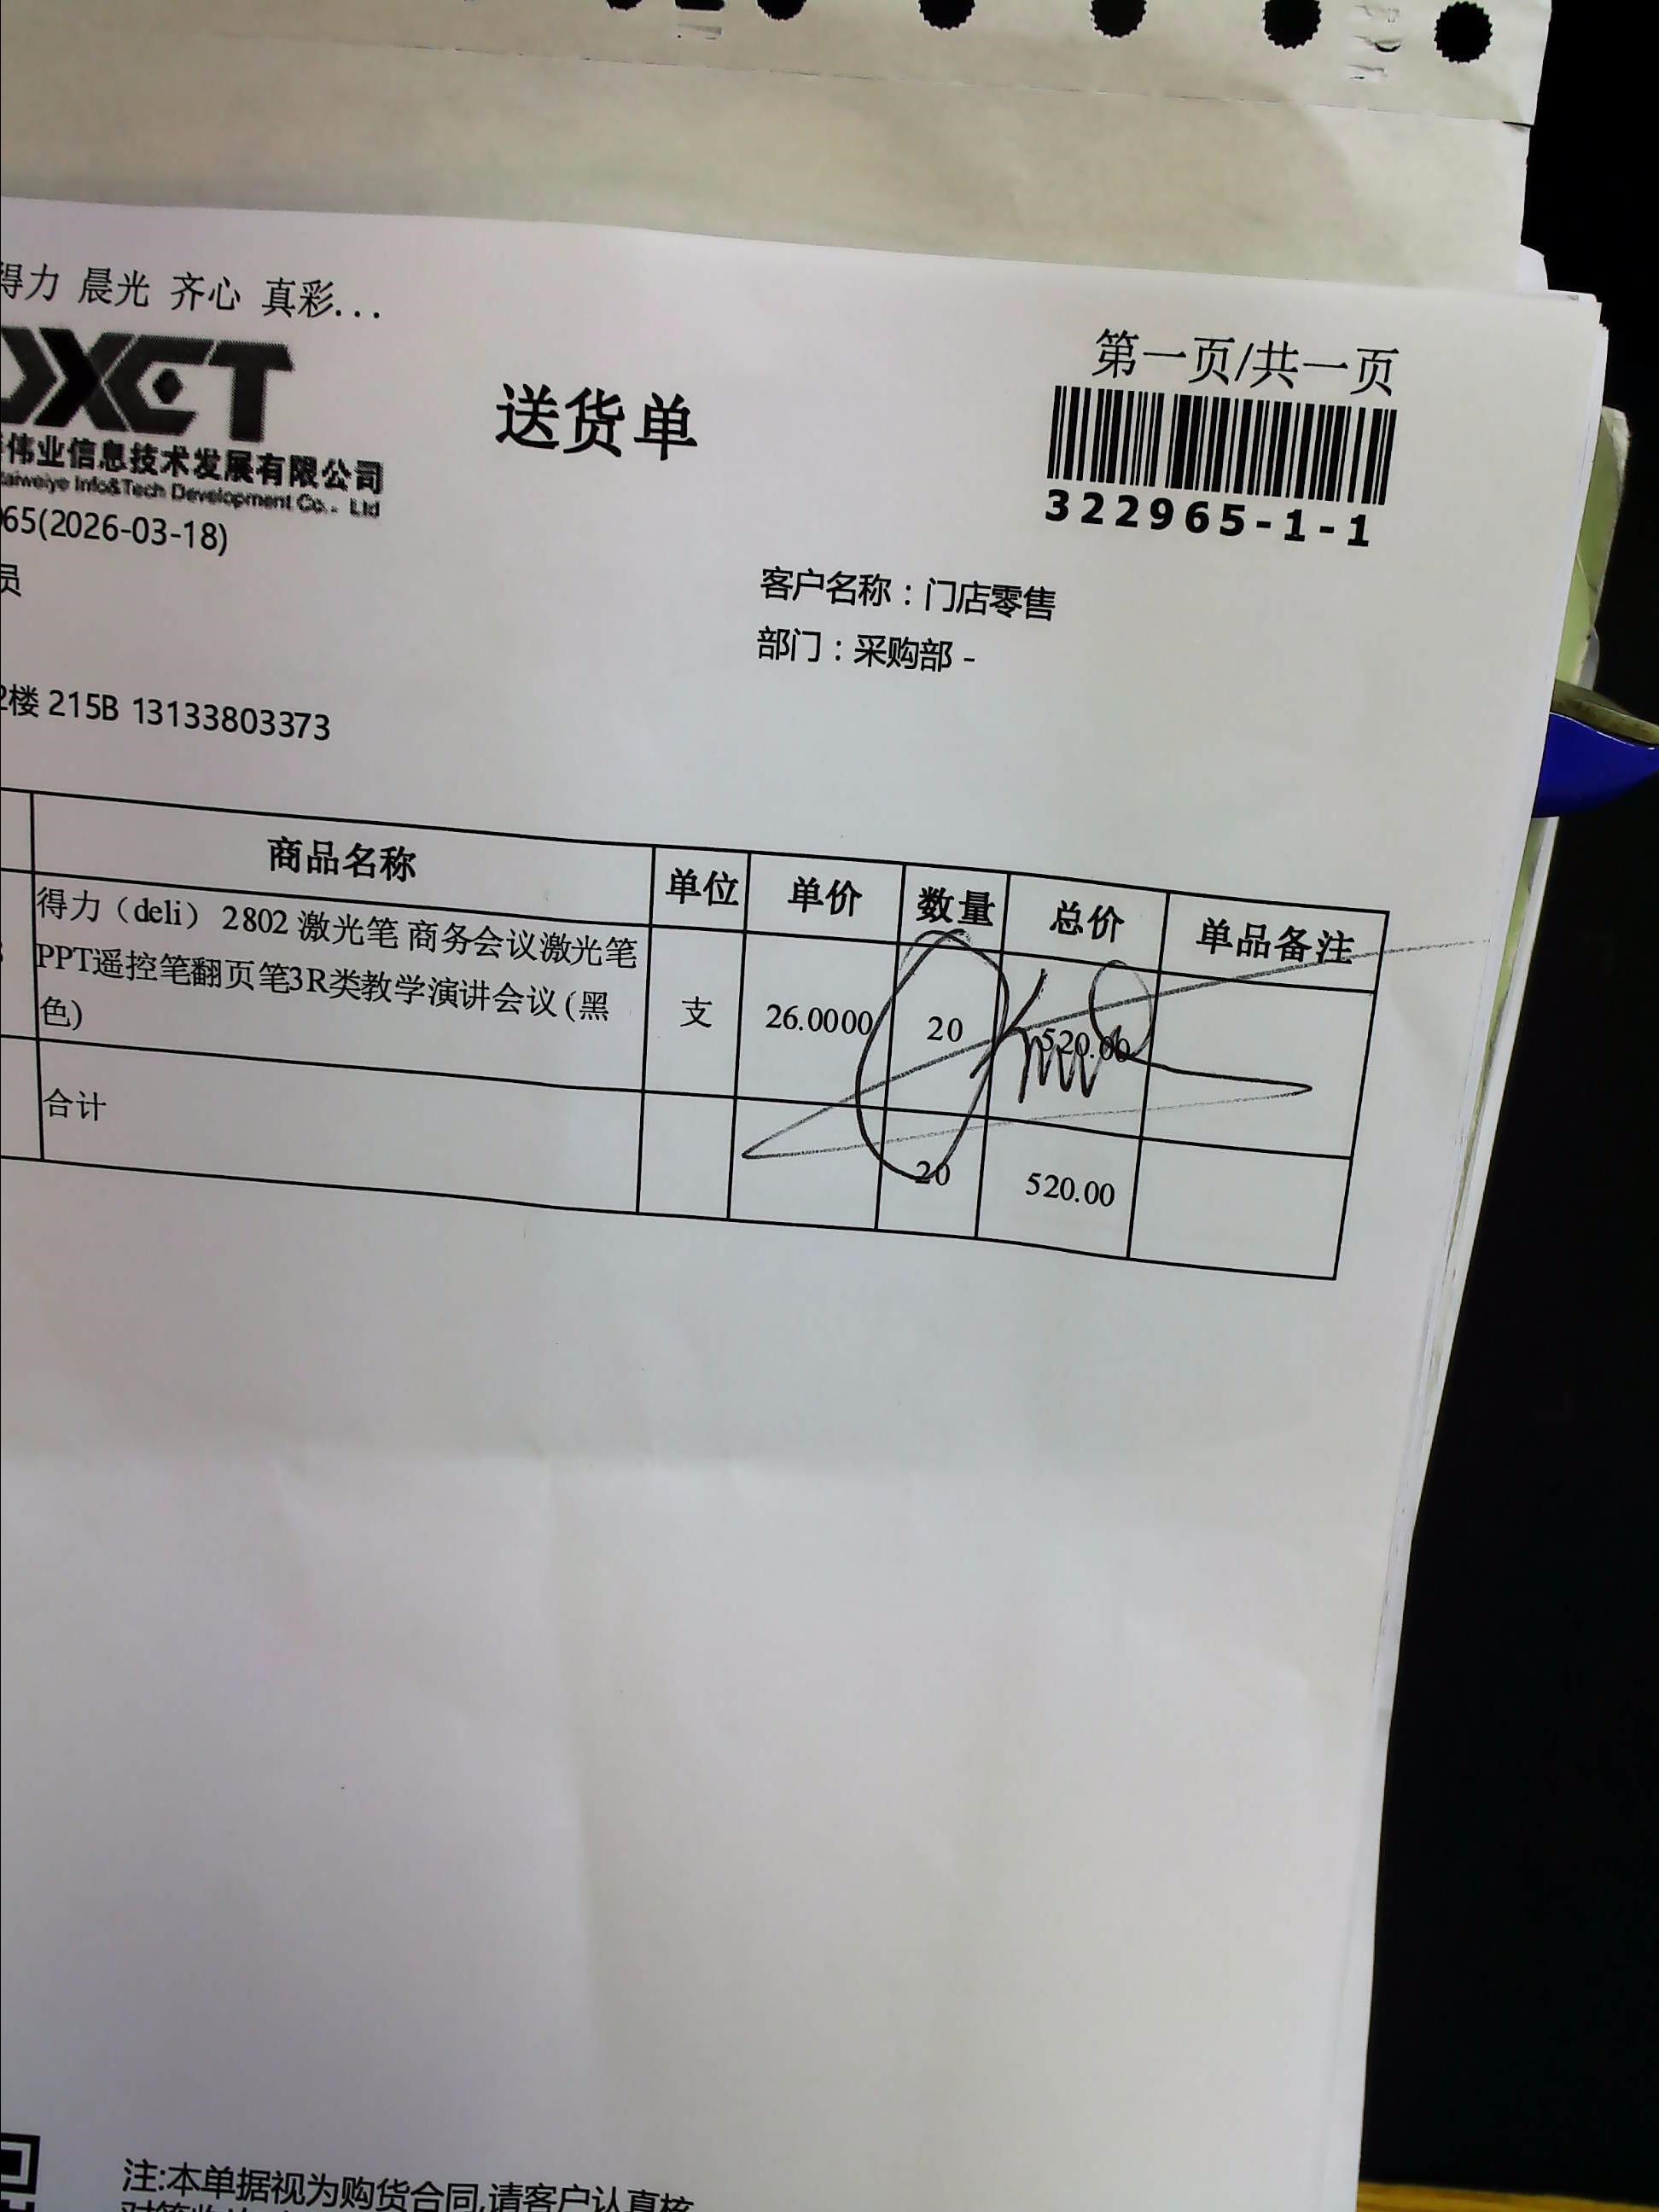 得力 晨光 齐心 真彩...
DXCT
伟业信息技术发展有限公司
taiweiye Info&Tech Development Co., Ltd
送货单
第一页/共一页
322965-1-1
65(2026-03-18)
员
客户名称：门店零售
部门：采购部 -
2楼 215B 13133803373
商品名称 单位 单价 数量 总价 单品备注
得力（deli） 2802 激光笔 商务会议激光笔
PPT遥控笔翻页笔3R类教学演讲会议 (黑
色) 支 26.0000 20 520.00
合计 20 520.00
注:本单据视为购货合同,请客户认真核